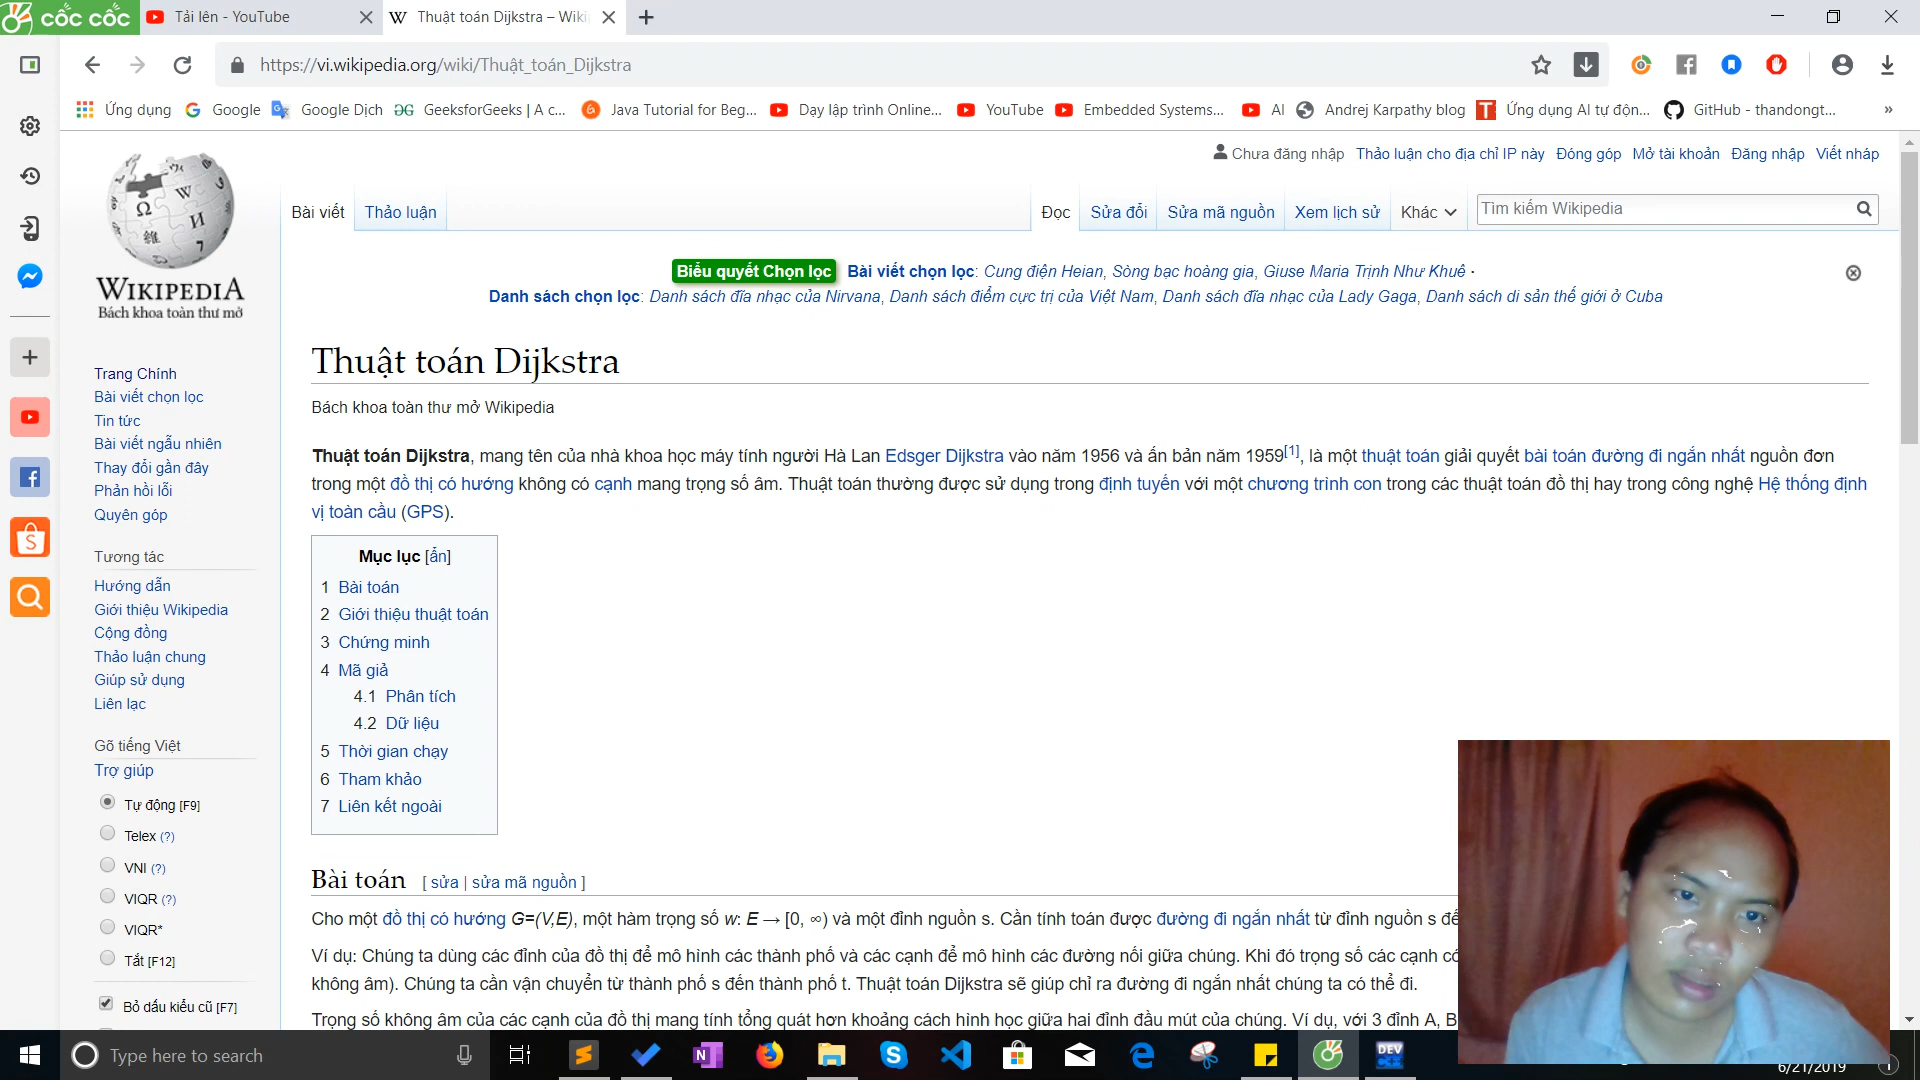 cốc cốc
Tải lên - YouTube
Thuật toán Dijkstra – Wiki
https://vi.wikipedia.org/wiki/Thuật_toán_Dijkstra
Ứng dụng Google Google Dịch GeeksforGeeks | A c... Java Tutorial for Beg... Dạy lập trình Online... YouTube Embedded Systems... AI Andrej Karpathy blog Ứng dụng AI tự độn... GitHub - thandongt... »
Chưa đăng nhập Thảo luận cho địa chỉ IP này Đóng góp Mở tài khoản Đăng nhập Viết nháp
WIKIPEDIA
Bách khoa toàn thư mở
Bài viết Thảo luận Đọc Sửa đổi Sửa mã nguồn Xem lịch sử Khác Tìm kiếm Wikipedia
Biểu quyết Chọn lọc Bài viết chọn lọc: Cung điện Heian, Sòng bạc hoàng gia, Giuse Maria Trịnh Như Khuê ·
Danh sách chọn lọc: Danh sách đĩa nhạc của Nirvana, Danh sách điểm cực trị của Việt Nam, Danh sách đĩa nhạc của Lady Gaga, Danh sách di sản thế giới ở Cuba
Trang Chính
Bài viết chọn lọc
Tin tức
Bài viết ngẫu nhiên
Thay đổi gần đây
Phản hồi lỗi
Quyên góp
Tương tác
Hướng dẫn
Giới thiệu Wikipedia
Cộng đồng
Thảo luận chung
Giúp sử dụng
Liên lạc
Gõ tiếng Việt
Trợ giúp
Tự động [F9]
Telex (?)
VNI (?)
VIQR (?)
VIQR*
Tắt [F12]
Bỏ dấu kiểu cũ [F7]
Thuật toán Dijkstra
Bách khoa toàn thư mở Wikipedia
Thuật toán Dijkstra, mang tên của nhà khoa học máy tính người Hà Lan Edsger Dijkstra vào năm 1956 và ấn bản năm 1959[1], là một thuật toán giải quyết bài toán đường đi ngắn nhất nguồn đơn
trong một đồ thị có hướng không có cạnh mang trọng số âm. Thuật toán thường được sử dụng trong định tuyến với một chương trình con trong các thuật toán đồ thị hay trong công nghệ Hệ thống định
vị toàn cầu (GPS).
Mục lục [ẩn]
1 Bài toán
2 Giới thiệu thuật toán
3 Chứng minh
4 Mã giả
4.1 Phân tích
4.2 Dữ liệu
5 Thời gian chạy
6 Tham khảo
7 Liên kết ngoài
Bài toán [ sửa | sửa mã nguồn ]
Cho một đồ thị có hướng G=(V,E), một hàm trọng số w: E → [0, ∞) và một đỉnh nguồn s. Cần tính toán được đường đi ngắn nhất từ đỉnh nguồn s
Ví dụ: Chúng ta dùng các đỉnh của đồ thị để mô hình các thành phố và các cạnh để mô hình các đường nối giữa chúng. Khi đó trọng số các cạnh
không âm). Chúng ta cần vận chuyển từ thành phố s đến thành phố t. Thuật toán Dijkstra sẽ giúp chỉ ra đường đi ngắn nhất chúng ta có thể đi.
Trọng số không âm của các cạnh của đồ thị mang tính tổng quát hơn khoảng cách hình học giữa hai đỉnh đầu mút của chúng. Ví dụ, với 3 đỉnh A, B
Type here to search
DEV
6/21/2019